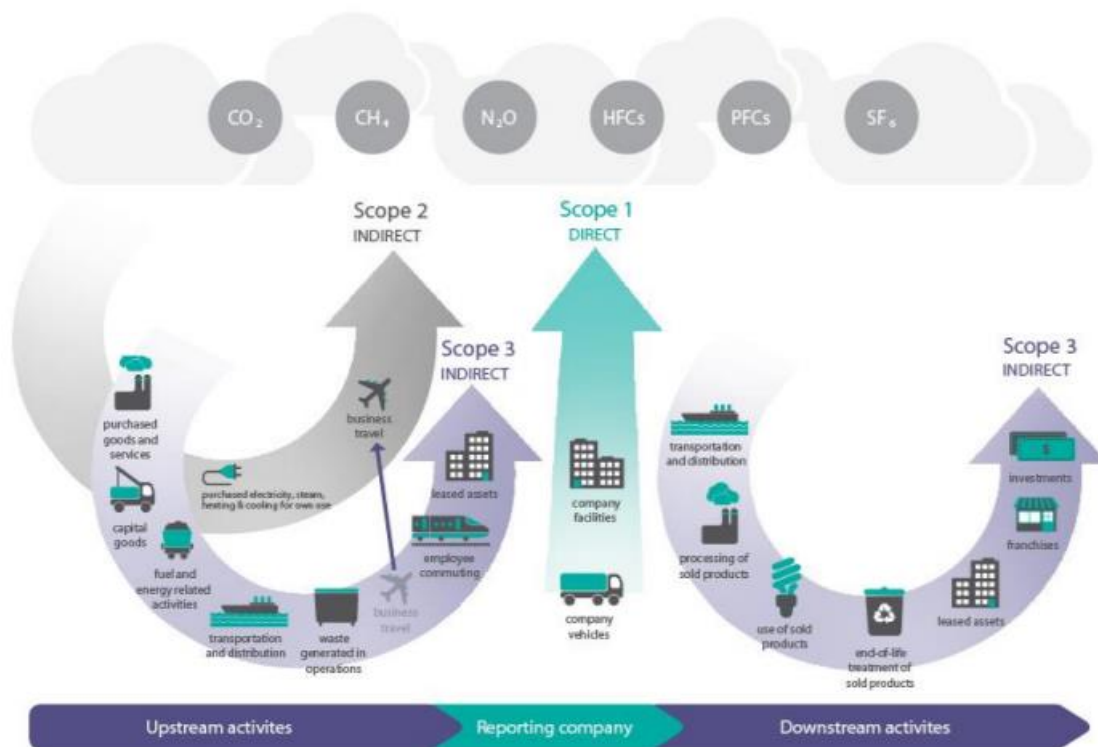 CO₂
CH₄
N₂O
HFCs
PFCs
SF₆
Scope 2
INDIRECT
Scope 1
DIRECT
Scope 3
INDIRECT
Scope 3
INDIRECT
purchased
goods and
services
capital
goods
fuel and
energy related
activities
purchased electricity, steam,
heating & cooling for own use
transportation
and distribution
waste
generated in
operations
business
travel
business
travel
employee
commuting
leased assets
company
facilities
company
vehicles
transportation
and distribution
processing of
sold products
use of sold
products
end-of-life
treatment of
sold products
leased assets
franchises
$
investments
Upstream activites
Reporting company
Downstream activites